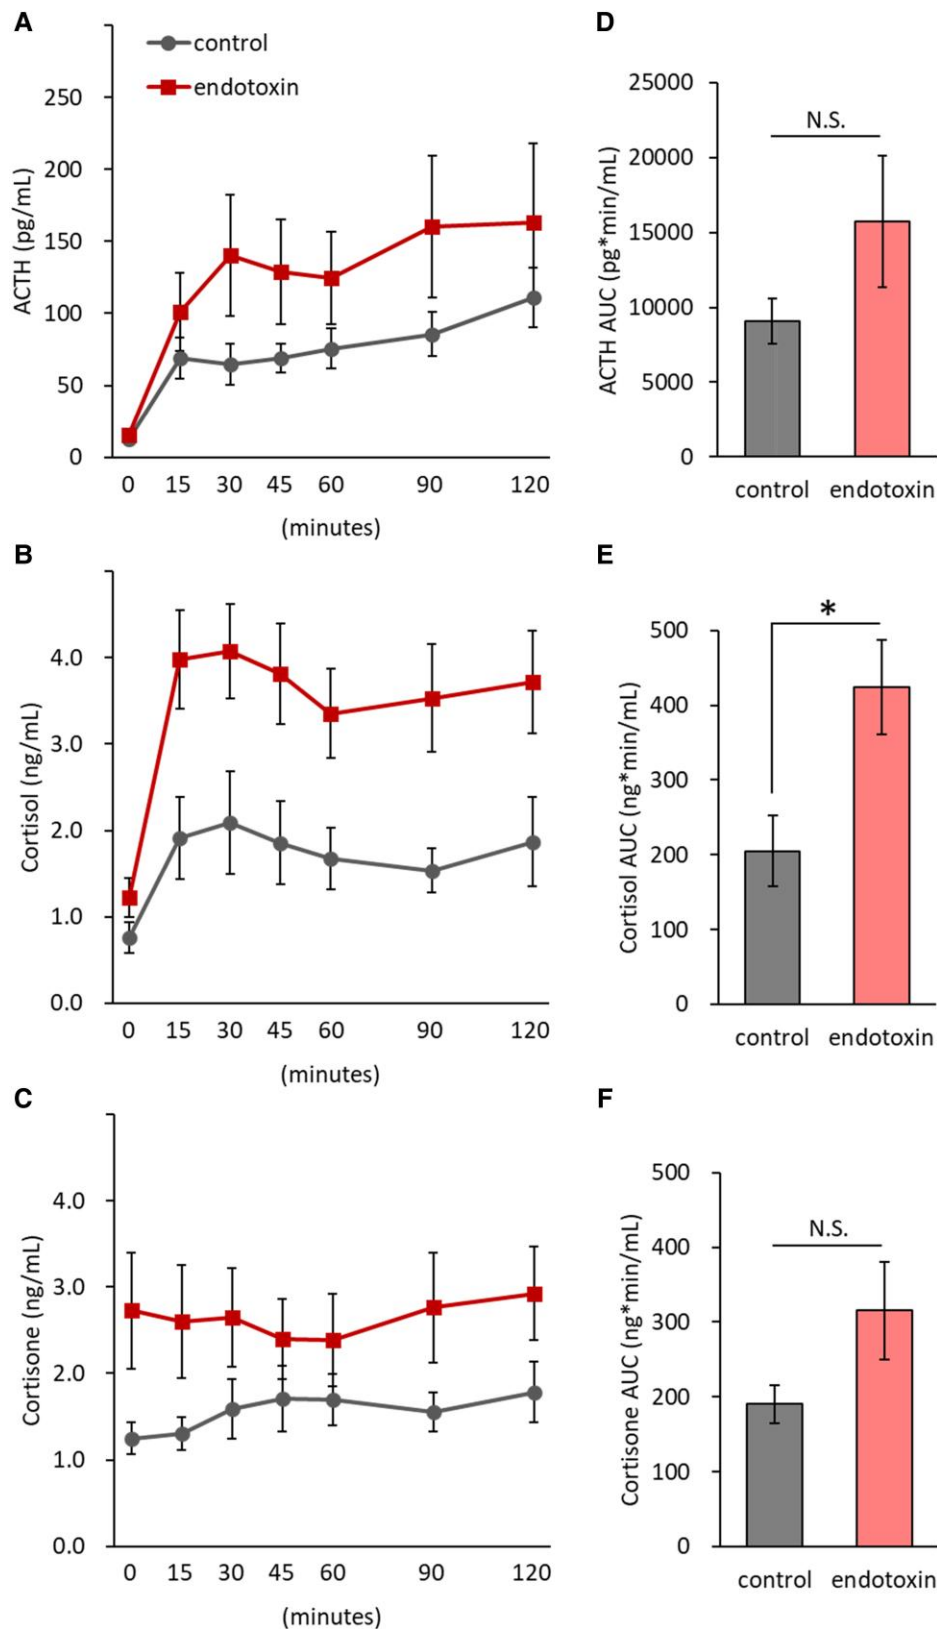 A
control
endotoxin
ACTH (pg/mL)
250
200
150
100
50
0
0 15 30 45 60 90 120
(minutes)
D
ACTH AUC (pg*min/mL)
25000
20000
15000
10000
5000
0
N.S.
control endotoxin
B
Cortisol (ng/mL)
4.0
3.0
2.0
1.0
0.0
0 15 30 45 60 90 120
(minutes)
E
Cortisol AUC (ng*min/mL)
500
400
300
200
100
0
*
control endotoxin
C
Cortisone (ng/mL)
4.0
3.0
2.0
1.0
0.0
0 15 30 45 60 90 120
(minutes)
F
Cortisone AUC (ng*min/mL)
500
400
300
200
100
0
N.S.
control endotoxin